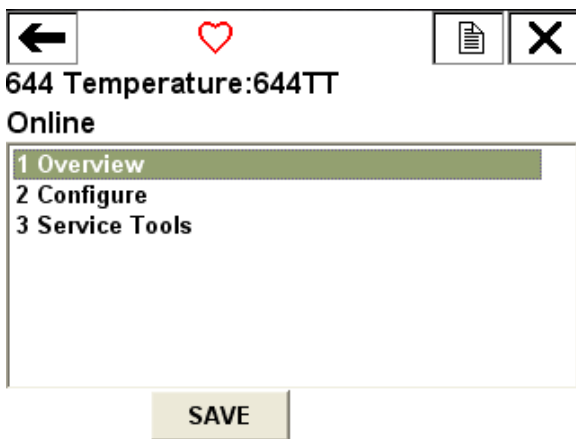 644 Temperature:644TT
Online
1 Overview
2 Configure
3 Service Tools
SAVE